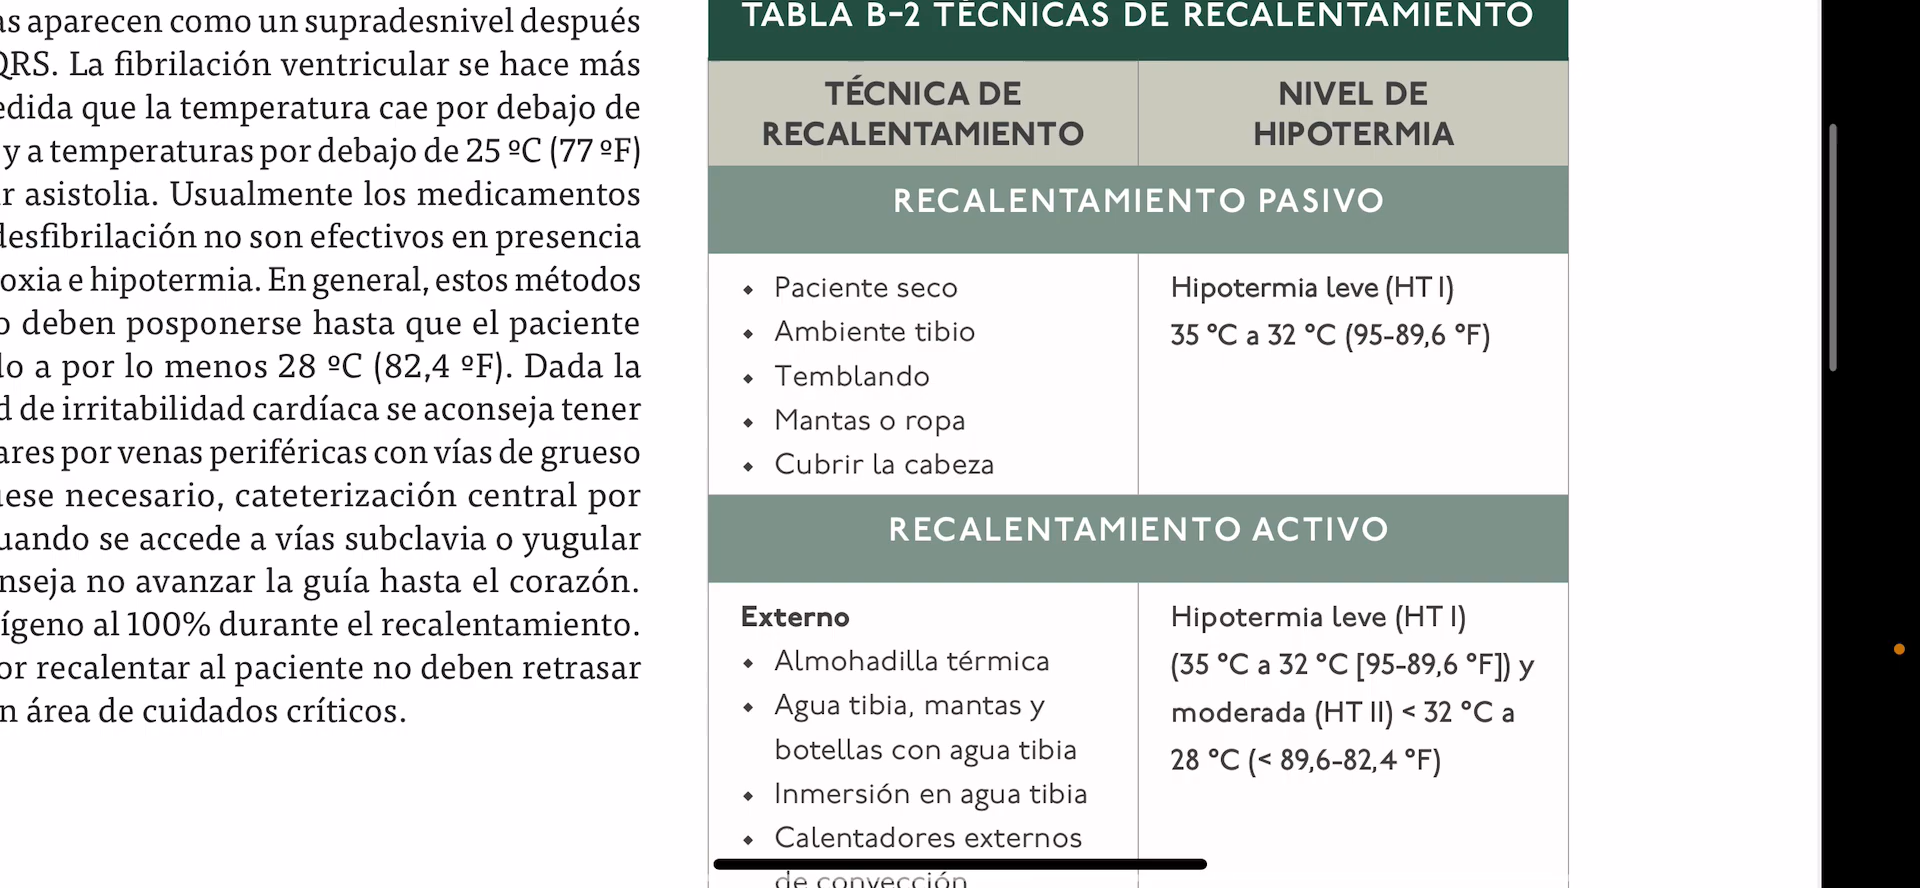 as aparecen como un supradesnivel después
QRS. La fibrilación ventricular se hace más
edida que la temperatura cae por debajo de
y a temperaturas por debajo de 25 ºC (77 ºF)
r asistolia. Usualmente los medicamentos
desfibrilación no son efectivos en presencia
oxia e hipotermia. En general, estos métodos
o deben posponerse hasta que el paciente
do a por lo menos 28 ºC (82,4 ºF). Dada la
d de irritabilidad cardíaca se aconseja tener
ares por venas periféricas con vías de grueso
uese necesario, cateterización central por
uando se accede a vías subclavia o yugular
nseja no avanzar la guía hasta el corazón.
ígeno al 100% durante el recalentamiento.
or recalentar al paciente no deben retrasar
n área de cuidados críticos.
TABLA B-2 TÉCNICAS DE RECALENTAMIENTO
TÉCNICA DE
RECALENTAMIENTO
NIVEL DE
HIPOTERMIA
RECALENTAMIENTO PASIVO
• Paciente seco
• Ambiente tibio
• Temblando
• Mantas o ropa
• Cubrir la cabeza
Hipotermia leve (HT I)
35 °C a 32 °C (95-89,6 °F)
RECALENTAMIENTO ACTIVO
Externo
• Almohadilla térmica
• Agua tibia, mantas y
botellas con agua tibia
• Inmersión en agua tibia
• Calentadores externos
de convección
Hipotermia leve (HT I)
(35 °C a 32 °C [95-89,6 °F]) y
moderada (HT II) < 32 °C a
28 °C (< 89,6-82,4 °F)